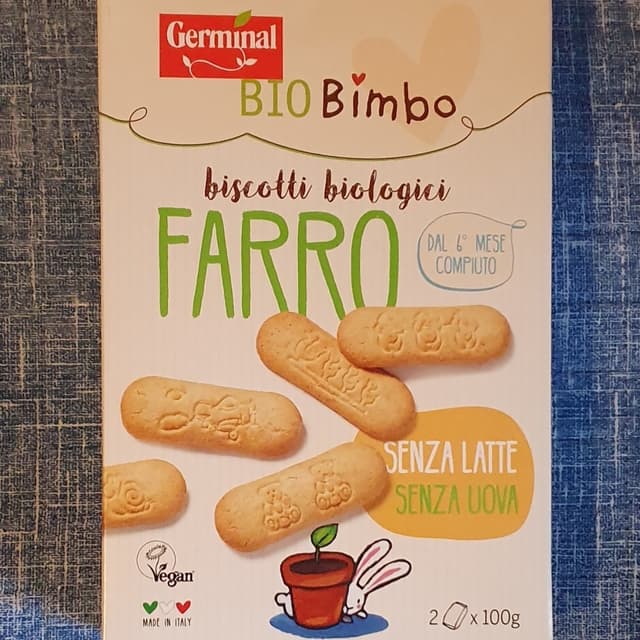 Germinal
BIO Bimbo
biscotti biologici
FARRO
DAL 6° MESE
COMPIUTO
SENZA LATTE
SENZA UOVA
Vegan
MADE IN ITALY
2 x 100g